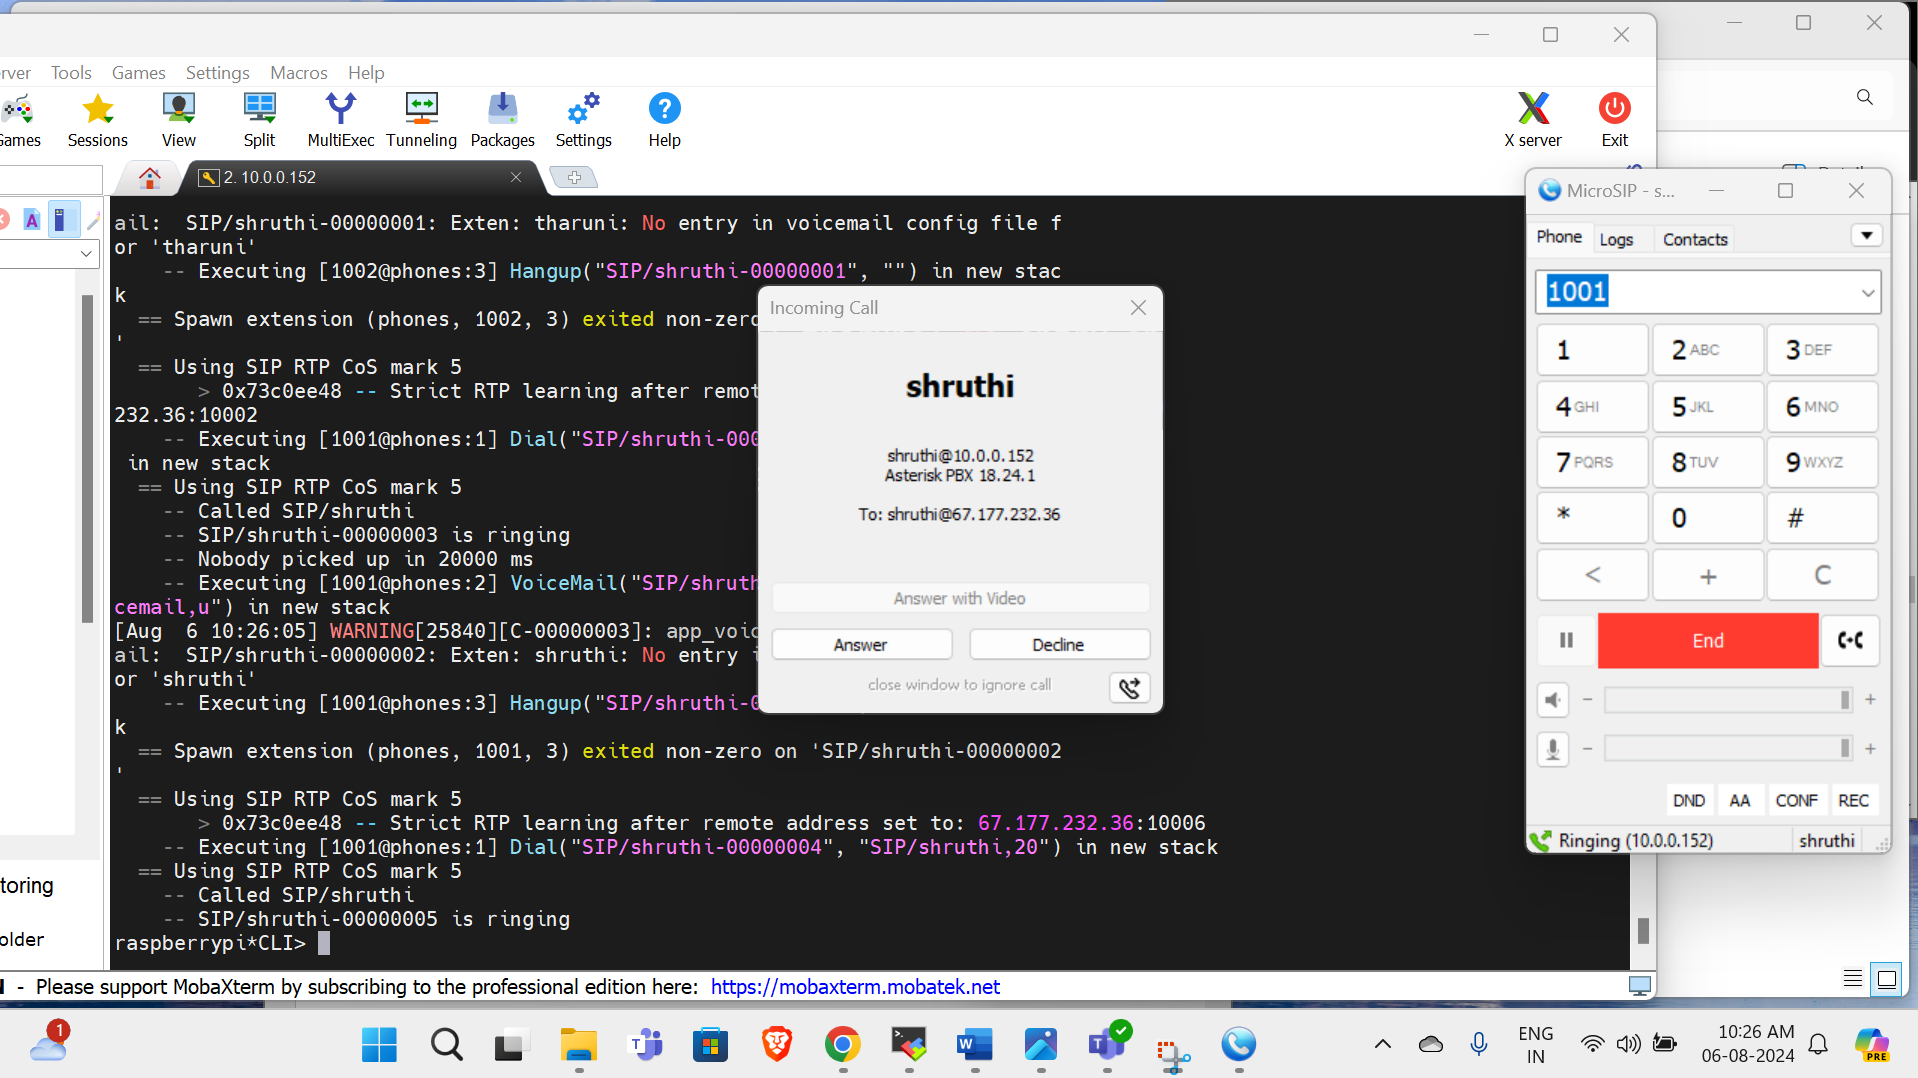 erver Tools Games Settings Macros Help
Games Sessions View Split MultiExec Tunneling Packages Settings Help X server Exit
2. 10.0.0.152
ail:  SIP/shruthi-00000001: Exten: tharuni: No entry in voicemail config file f
or 'tharuni'
-- Executing [1002@phones:3] Hangup("SIP/shruthi-00000001", "") in new stac
k
== Spawn extension (phones, 1002, 3) exited non-zero
'
== Using SIP RTP CoS mark 5
> 0x73c0ee48 -- Strict RTP learning after remot
232.36:10002
-- Executing [1001@phones:1] Dial("SIP/shruthi-000
in new stack
== Using SIP RTP CoS mark 5
-- Called SIP/shruthi
-- SIP/shruthi-00000003 is ringing
-- Nobody picked up in 20000 ms
-- Executing [1001@phones:2] VoiceMail("SIP/shruth
cemail,u") in new stack
[Aug  6 10:26:05] WARNING[25840][C-00000003]: app_voic
ail:  SIP/shruthi-00000002: Exten: shruthi: No entry i
or 'shruthi'
-- Executing [1001@phones:3] Hangup("SIP/shruthi-0
k
== Spawn extension (phones, 1001, 3) exited non-zero on 'SIP/shruthi-00000002
'
== Using SIP RTP CoS mark 5
> 0x73c0ee48 -- Strict RTP learning after remote address set to: 67.177.232.36:10006
-- Executing [1001@phones:1] Dial("SIP/shruthi-00000004", "SIP/shruthi,20") in new stack
== Using SIP RTP CoS mark 5
-- Called SIP/shruthi
-- SIP/shruthi-00000005 is ringing
raspberrypi*CLI>
toring
older
- Please support MobaXterm by subscribing to the professional edition here: https://mobaxterm.mobatek.net
Incoming Call
shruthi
shruthi@10.0.0.152
Asterisk PBX 18.24.1
To: shruthi@67.177.232.36
Answer with Video
Answer Decline
close window to ignore call
MicroSIP - s...
Phone Logs Contacts
1001
1 2 ABC 3 DEF
4 GHI 5 JKL 6 MNO
7 PQRS 8 TUV 9 WXYZ
* 0 #
< + C
End
- +
- +
DND AA CONF REC
Ringing (10.0.0.152) shruthi
1
ENG
IN
10:26 AM
06-08-2024
PRE